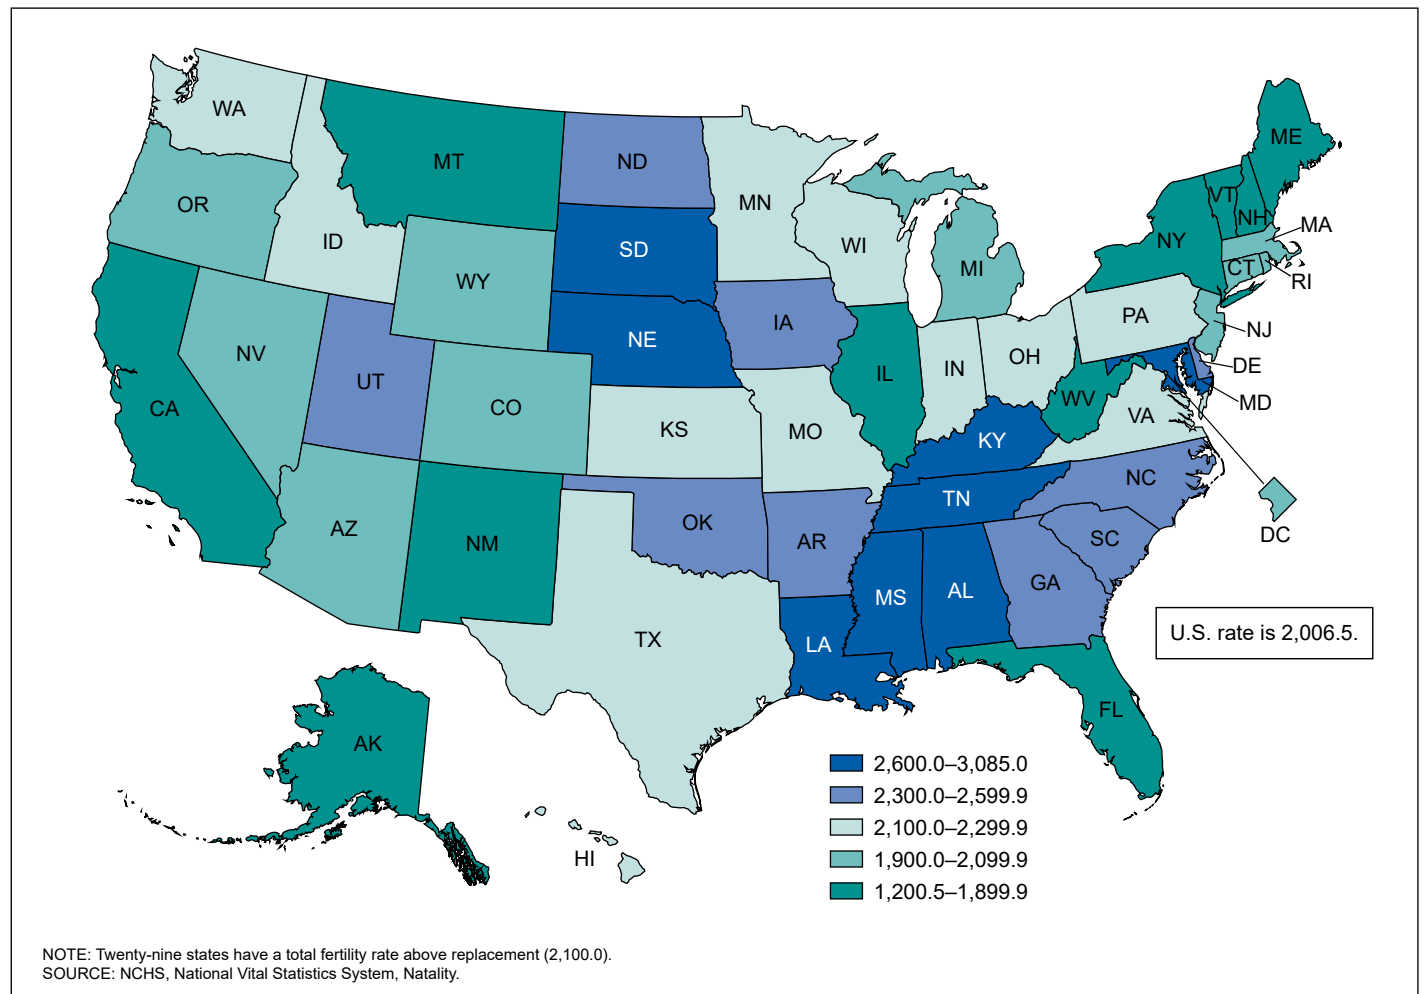 WA
MT
ND
MN
ME
OR
ID
SD
WI
VT
NH
NY
MA
WY
MI
CT
RI
NV
UT
NE
IA
PA
NJ
CA
CO
IL
IN
OH
DE
WV
MD
KS
MO
KY
VA
AZ
NM
OK
AR
TN
NC
SC
DC
TX
LA
MS
AL
GA
FL
AK
HI
U.S. rate is 2,006.5.
2,600.0–3,085.0
2,300.0–2,599.9
2,100.0–2,299.9
1,900.0–2,099.9
1,200.5–1,899.9
NOTE: Twenty-nine states have a total fertility rate above replacement (2,100.0).
SOURCE: NCHS, National Vital Statistics System, Natality.